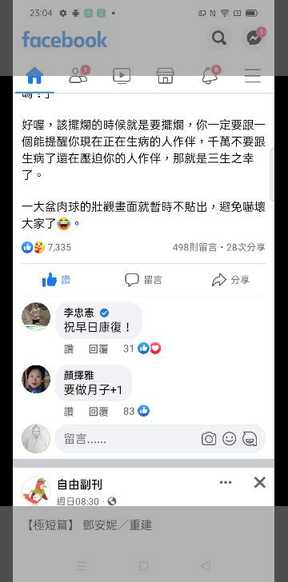 23:04
facebook
嗎？」
好喔，該擺爛的時候就是要擺爛，你一定要跟一
個能提醒你現在正在生病的人作伴，千萬不要跟
生病了還在壓迫你的人作伴，那就是三生之幸
了。
一大盆肉球的壯觀畫面就暫時不貼出，避免嚇壞
大家了😂。
7,335
498則留言・28次分享
讚 留言 分享
李忠憲
祝早日康復！
讚 回覆 31
顏擇雅
要做月子+1
讚 回覆 83
留言......
自由副刊
週日08:30・
【極短篇】 鄧安妮／重建